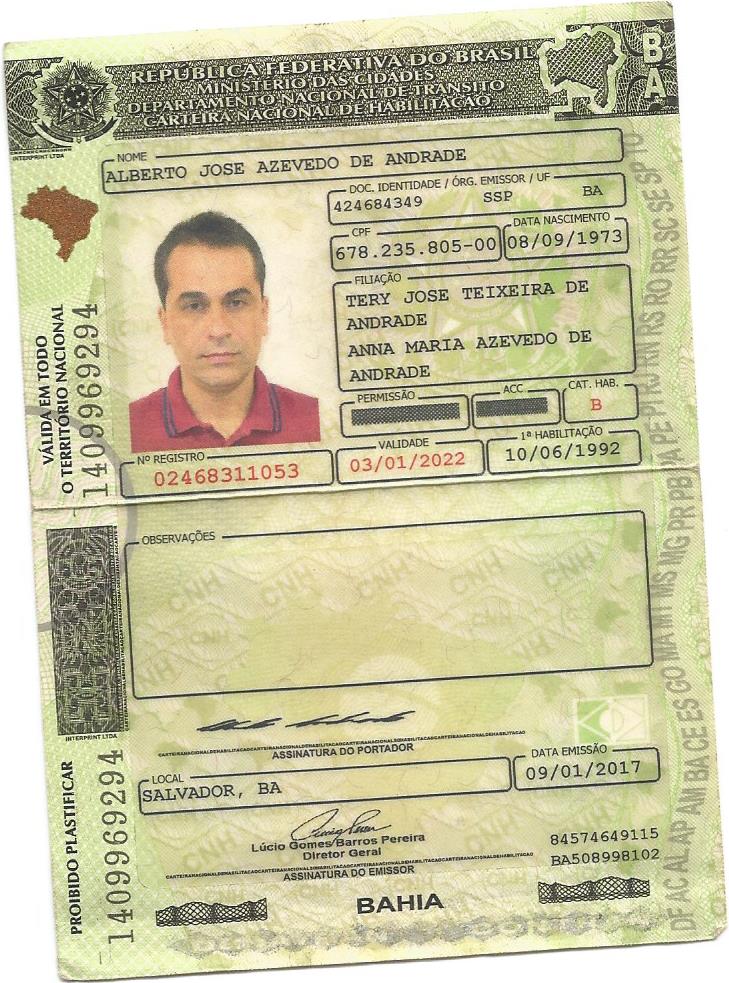 REPÚBLICA FEDERATIVA DO BRASIL
MINISTÉRIO DAS CIDADES
DEPARTAMENTO NACIONAL DE TRÂNSITO
CARTEIRA NACIONAL DE HABILITAÇÃO
BA
INTERPRINT LTDA
NOME
ALBERTO JOSE AZEVEDO DE ANDRADE
DOC. IDENTIDADE / ÓRG. EMISSOR / UF
424684349 SSP BA
CPF
678.235.805-00
DATA NASCIMENTO
08/09/1973
FILIAÇÃO
TERY JOSE TEIXEIRA DE
ANDRADE
ANNA MARIA AZEVEDO DE
ANDRADE
PERMISSÃO
ACC
CAT. HAB.
B
Nº REGISTRO
02468311053
VALIDADE
03/01/2022
1ª HABILITAÇÃO
10/06/1992
VÁLIDA EM TODO
O TERRITÓRIO NACIONAL
1409969294
OBSERVAÇÕES
CNH
INTERPRINT LTDA
ASSINATURA DO PORTADOR
LOCAL
SALVADOR, BA
DATA EMISSÃO
09/01/2017
Lúcio Gomes Barros Pereira
Diretor Geral
ASSINATURA DO EMISSOR
84574649115
BA508998102
PROIBIDO PLASTIFICAR
1409969294
BAHIA
DF AC AL AP AM BA CE ES GO MA MT MS MG PR PB PA PE PI RJ RN RS RO RR SC SE SP TO